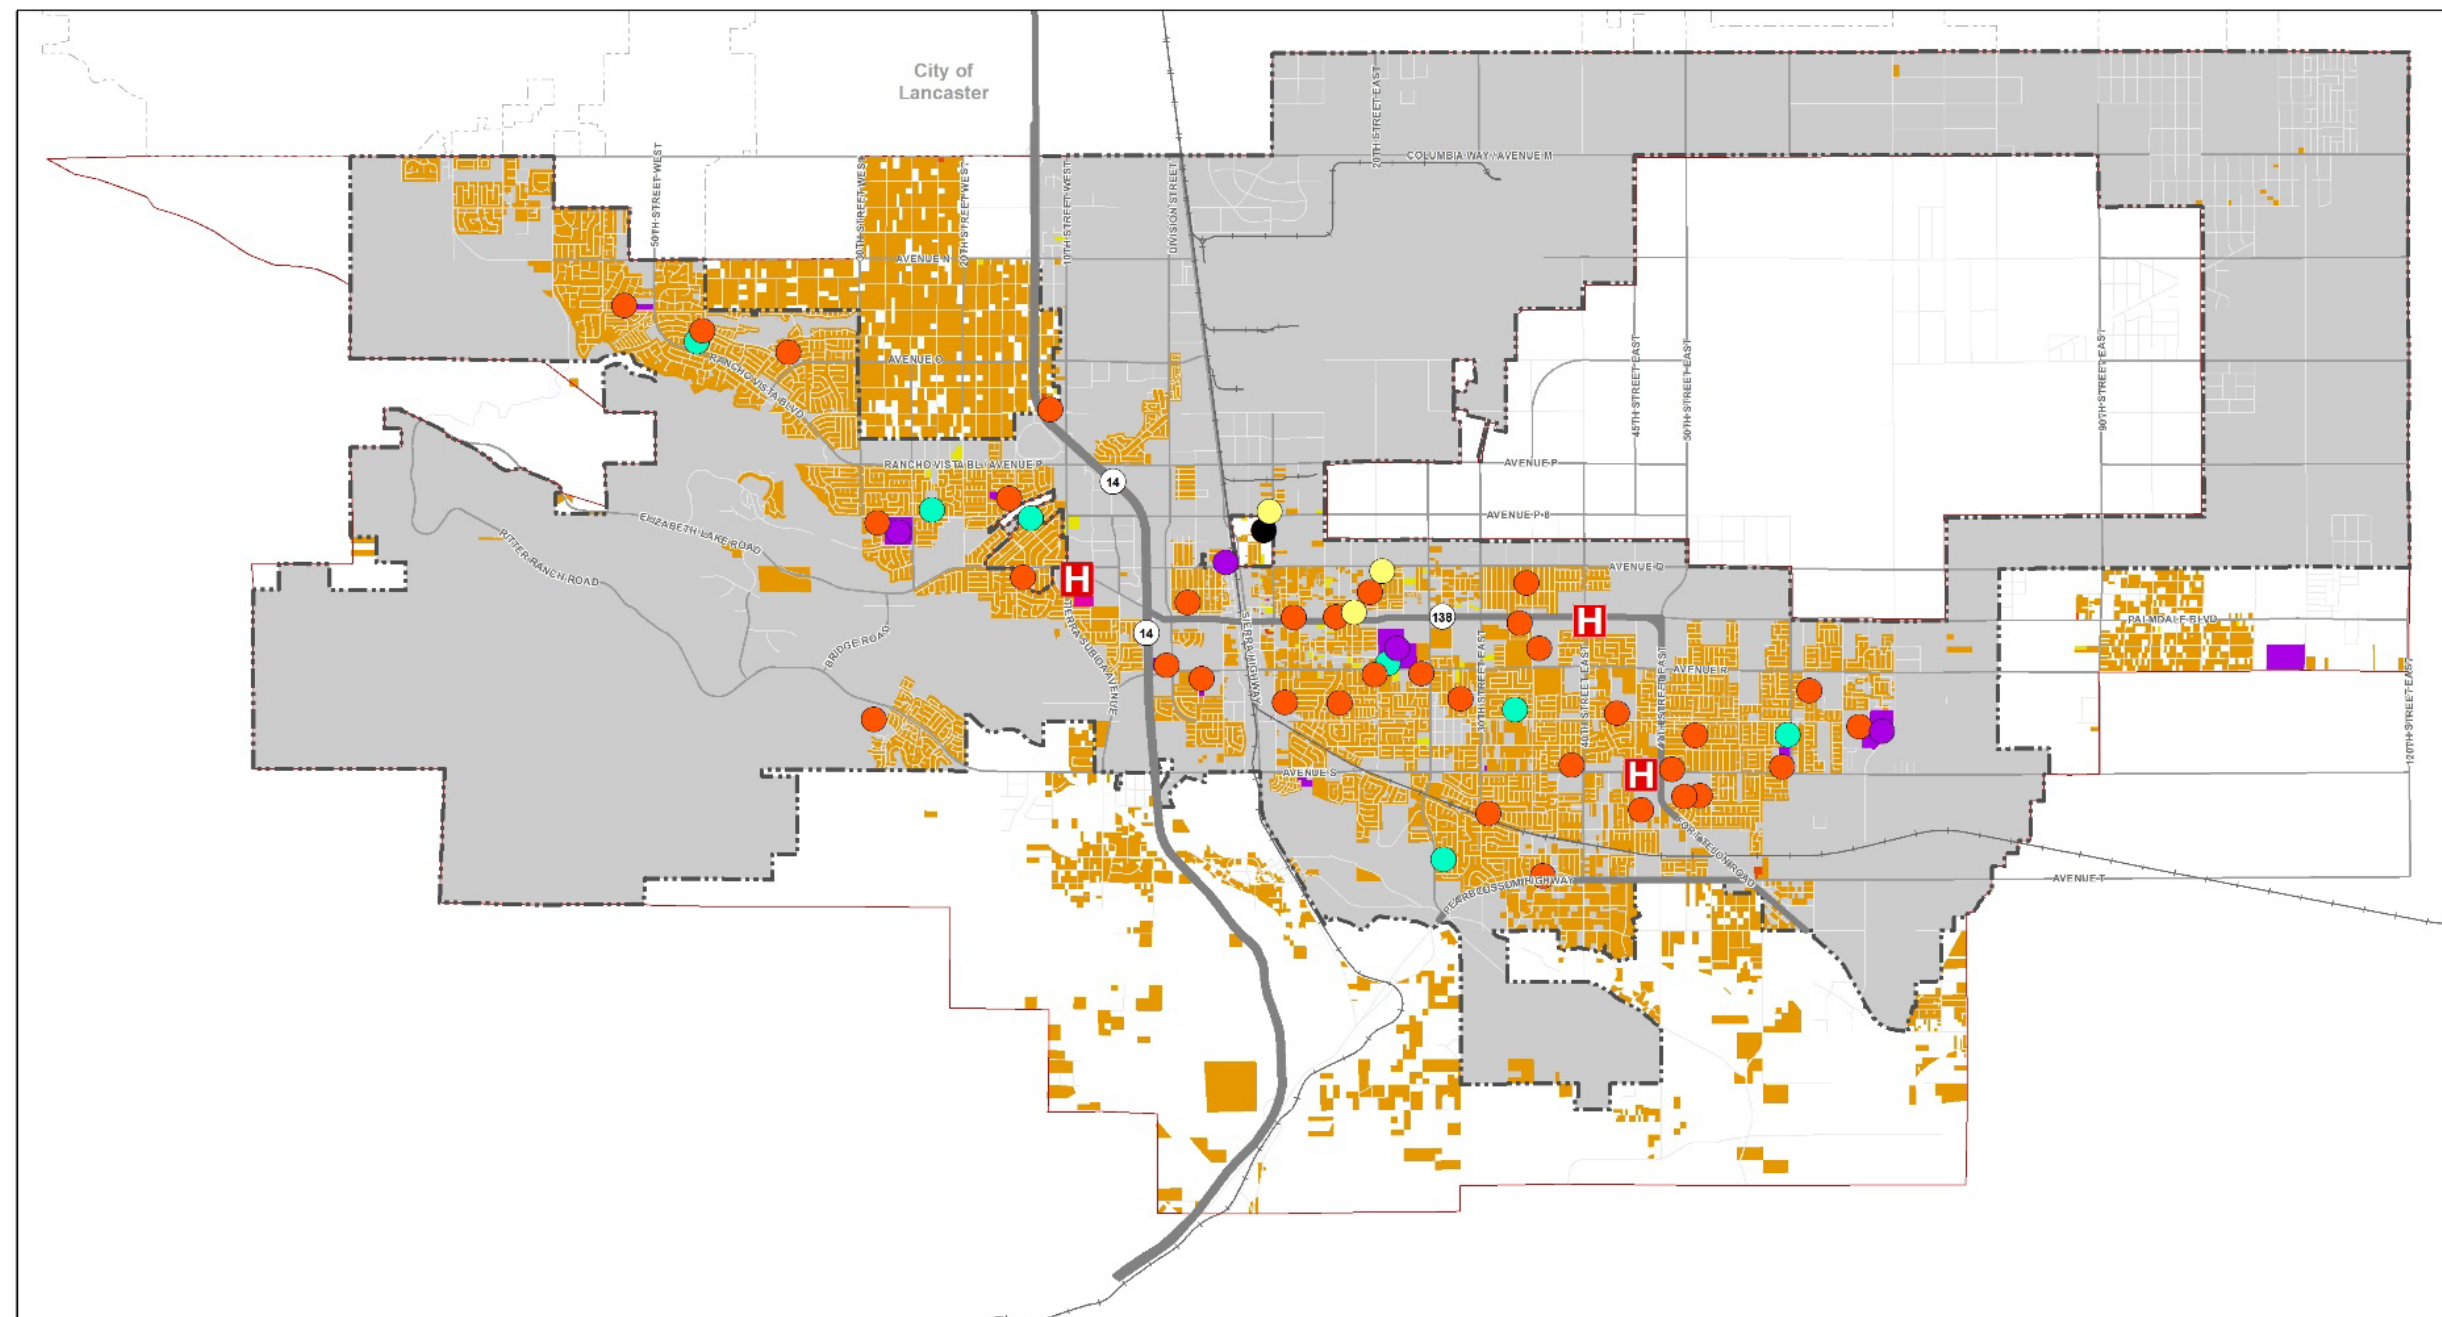 City of
Lancaster
20TH STREET EAST
COLUMBIA WAY / AVENUE M
50TH STREET WEST
30TH STREET WEST
20TH STREET WEST
10TH STREET WEST
DIVISION STREET
AVENUE N
AVENUE O
RANCHO VISTA BLVD
45TH STREET EAST
50TH STREET EAST
90TH STREET EAST
RANCHO VISTA BL / AVENUE P
AVENUE P
14
AVENUE P-8
ELIZABETH LAKE ROAD
RITTER RANCH ROAD
AVENUE Q
H
H
138
14
PALMDALE BLVD
BRIDGE ROAD
TIERRA SUBIDA AVENUE
SIERRA HIGHWAY
30TH STREET EAST
40TH STREET EAST
47TH STREET EAST
AVENUE R
120TH STREET EAST
AVENUE S
H
FORT TEJON ROAD
PEARBLOSSOM HIGHWAY
AVENUE T